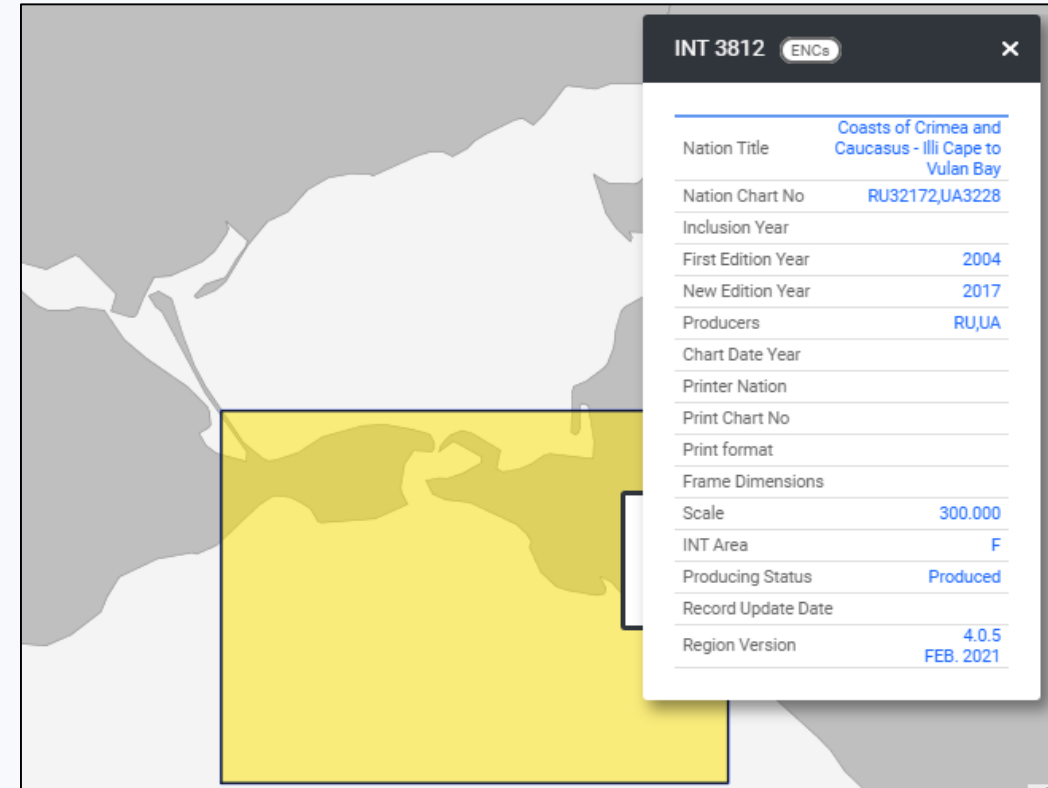 INT 3812 ENCs ×
Nation Title Coasts of Crimea and
Caucasus - Illi Cape to
Vulan Bay
Nation Chart No RU32172,UA3228
Inclusion Year
First Edition Year 2004
New Edition Year 2017
Producers RU,UA
Chart Date Year
Printer Nation
Print Chart No
Print format
Frame Dimensions
Scale 300.000
INT Area F
Producing Status Produced
Record Update Date
Region Version 4.0.5
FEB. 2021